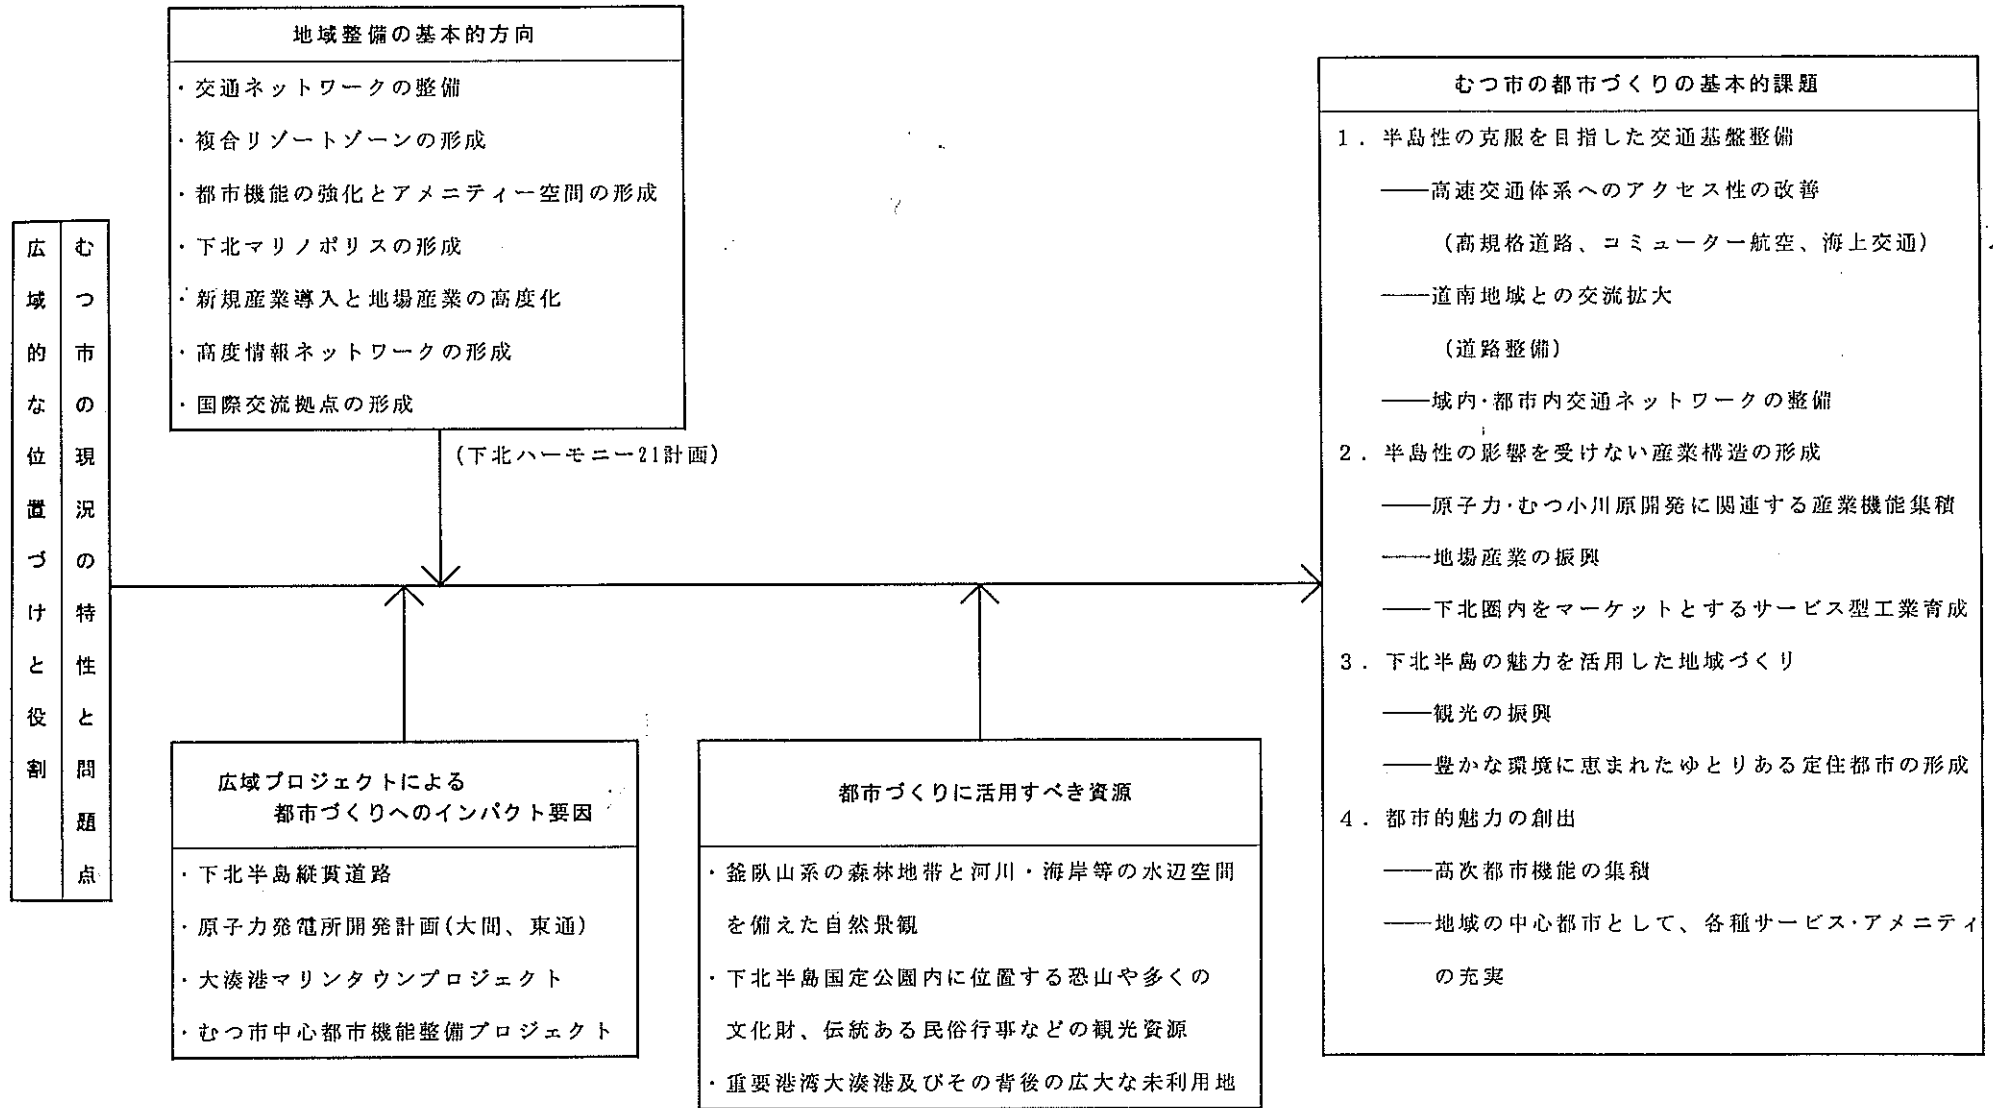 広域的な位置づけと役割
むつ市の現況の特性と問題点
地域整備の基本的方向
・交通ネットワークの整備
・複合リゾートゾーンの形成
・都市機能の強化とアメニティー空間の形成
・下北マリノポリスの形成
・新規産業導入と地場産業の高度化
・高度情報ネットワークの形成
・国際交流拠点の形成
(下北ハーモニー21計画)
広域プロジェクトによる
都市づくりへのインパクト要因
・下北半島縦貫道路
・原子力発電所開発計画(大間、東通)
・大湊港マリンタウンプロジェクト
・むつ市中心都市機能整備プロジェクト
都市づくりに活用すべき資源
・釜臥山系の森林地帯と河川・海岸等の水辺空間
を備えた自然景観
・下北半島国定公園内に位置する恐山や多くの
文化財、伝統ある民俗行事などの観光資源
・重要港湾大湊港及びその背後の広大な未利用地
むつ市の都市づくりの基本的課題
1．半島性の克服を目指した交通基盤整備
――高速交通体系へのアクセス性の改善
(高規格道路、コミューター航空、海上交通)
――道南地域との交流拡大
(道路整備)
――域内・都市内交通ネットワークの整備
2．半島性の影響を受けない産業構造の形成
――原子力・むつ小川原開発に関連する産業機能集積
――地場産業の振興
――下北圏内をマーケットとするサービス型工業育成
3．下北半島の魅力を活用した地域づくり
――観光の振興
――豊かな環境に恵まれたゆとりある定住都市の形成
4．都市的魅力の創出
――高次都市機能の集積
――地域の中心都市として、各種サービス・アメニティ
の充実